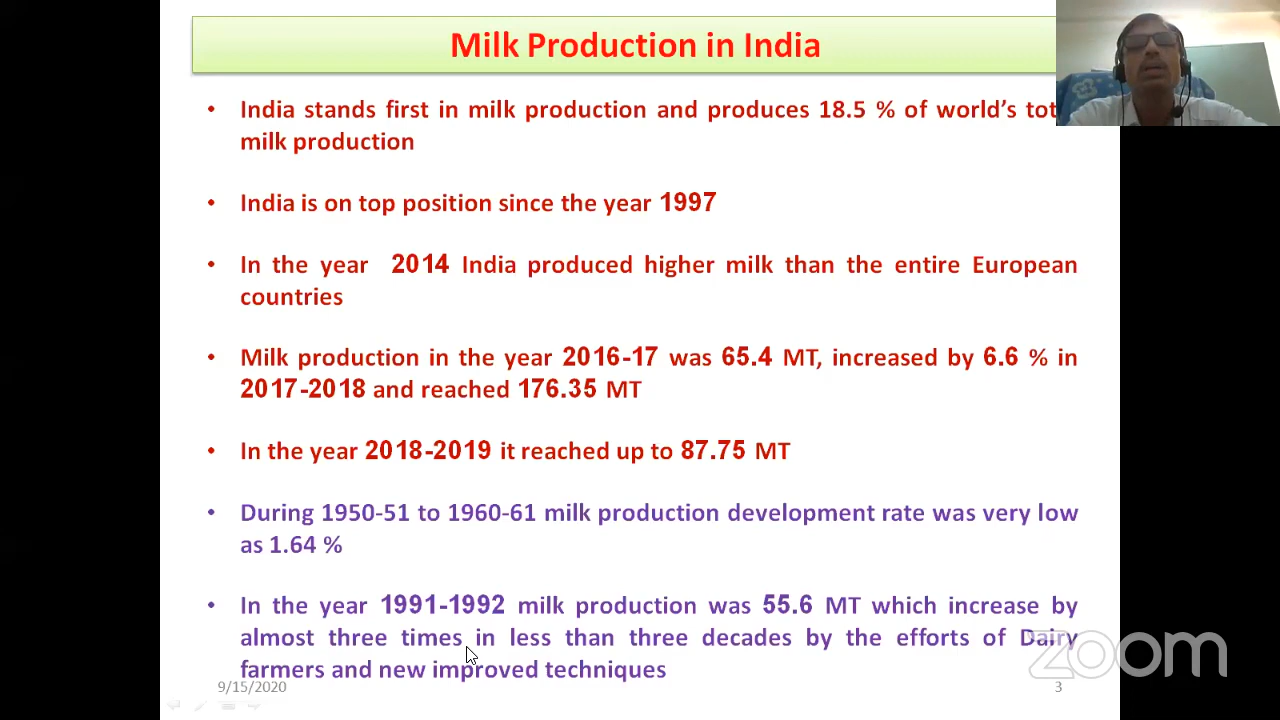 Milk Production in India
• India stands first in milk production and produces 18.5 % of world's
milk production
• India is on top position since the year 1997
• In the year 2014 India produced higher milk than the entire European
countries
• Milk production in the year 2016-17 was 65.4 MT, increased by 6.6 % in
2017-2018 and reached 176.35 MT
• In the year 2018-2019 it reached up to 87.75 MT
• During 1950-51 to 1960-61 milk production development rate was very low
as 1.64 %
• In the year 1991-1992 milk production was 55.6 MT which increase by
almost three times in less than three decades by the efforts of Dairy
farmers and new improved techniques
9/15/2020
3
zoom